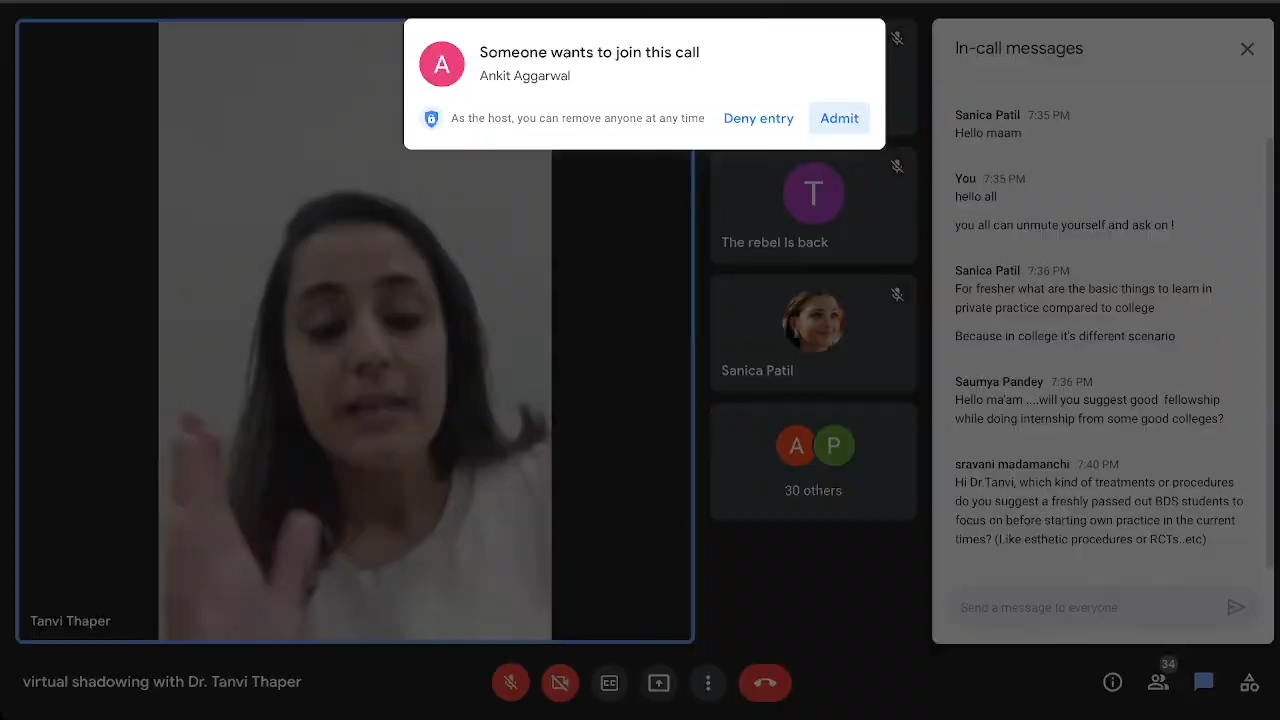 Someone wants to join this call
A
Ankit Aggarwal
As the host, you can remove anyone at any time
Deny entry
Admit
T
The rebel Is back
Sanica Patil
A
P
30 others
Tanvi Thaper
In-call messages
Sanica Patil 7:35 PM
Hello maam
You 7:35 PM
hello all
you all can unmute yourself and ask on !
Sanica Patil 7:36 PM
For fresher what are the basic things to learn in
private practice compared to college
Because in college it's different scenario
Saumya Pandey 7:36 PM
Hello ma'am ....will you suggest good fellowship
while doing internship from some good colleges?
sravani madamanchi 7:40 PM
Hi Dr.Tanvi, which kind of treatments or procedures
do you suggest a freshly passed out BDS students to
focus on before starting own practice in the current
times? (Like esthetic procedures or RCTs..etc)
Send a message to everyone
virtual shadowing with Dr. Tanvi Thaper
CC
34